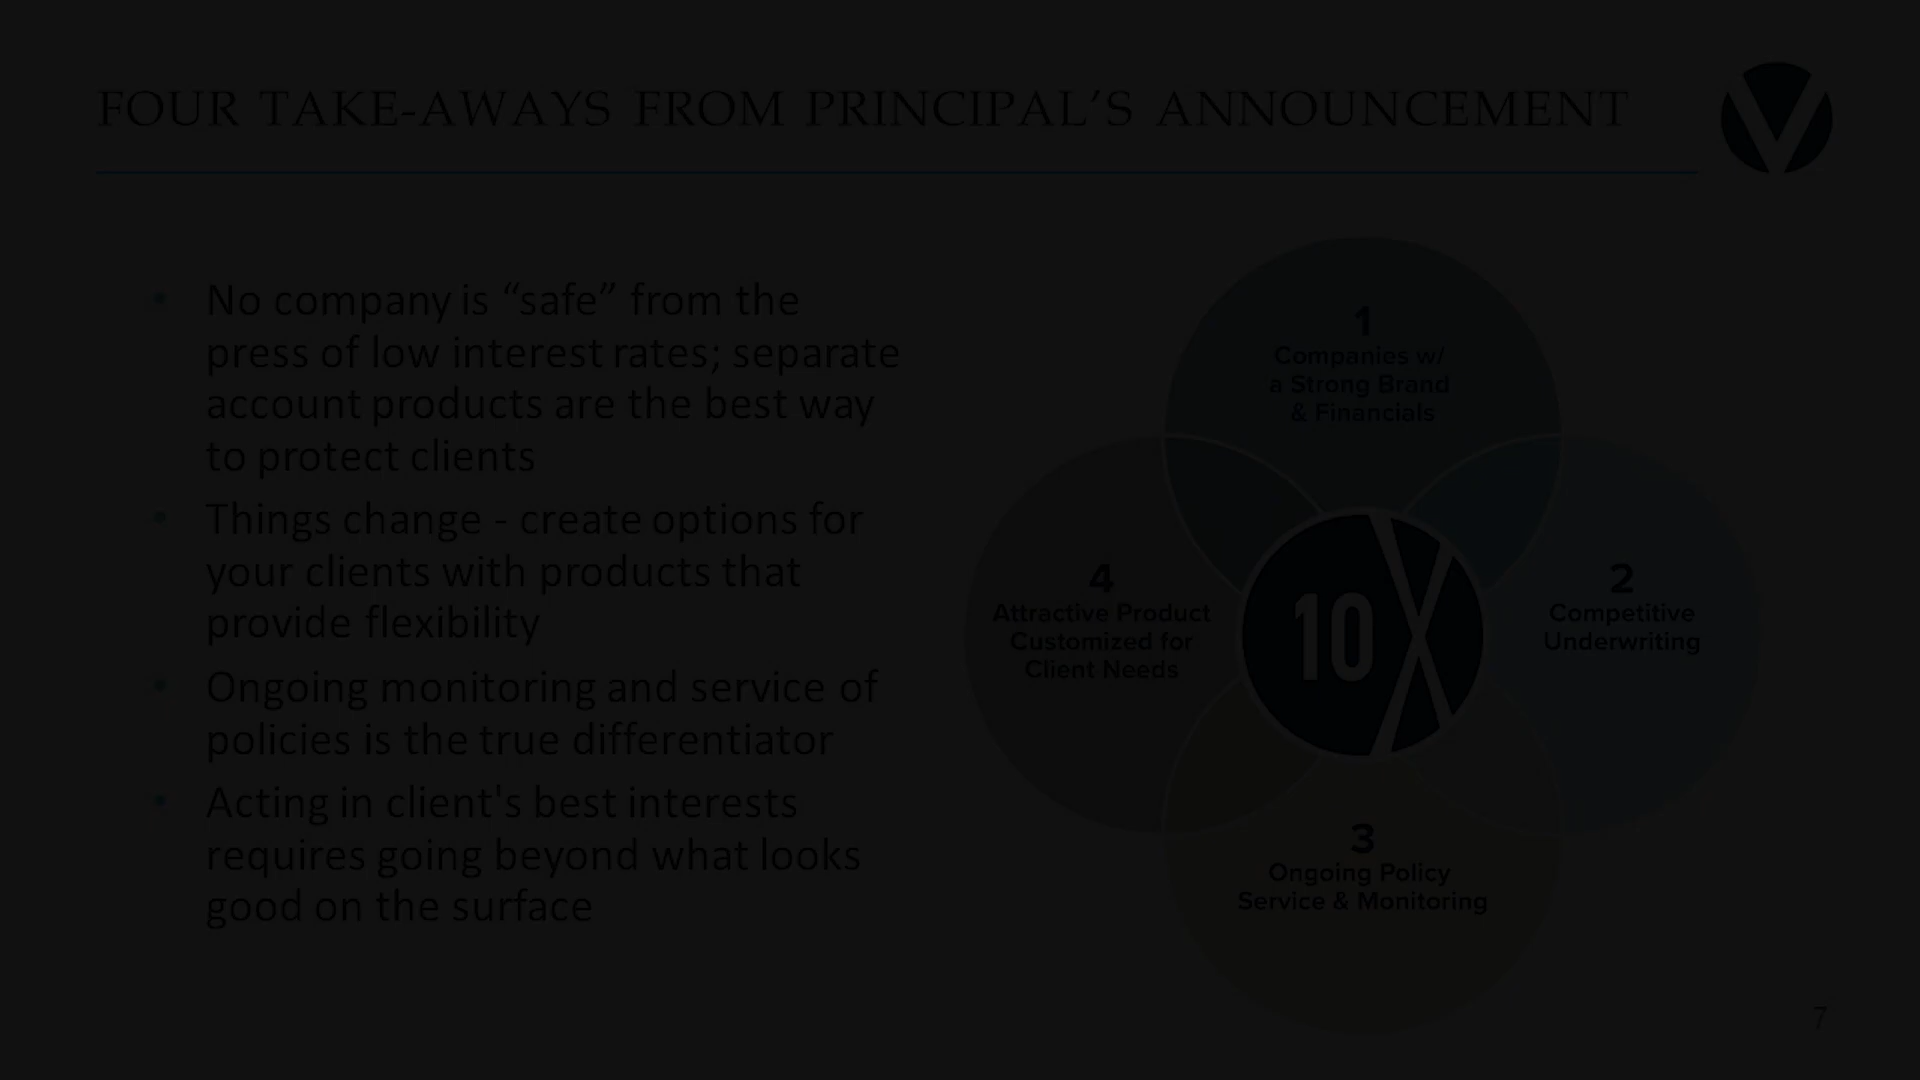 FOUR TAKE-AWAYS FROM PRINCIPAL’S ANNOUNCEMENT
• No company is “safe” from the
press of low interest rates; separate
account products are the best way
to protect clients
• Things change - create options for
your clients with products that
provide flexibility
• Ongoing monitoring and service of
policies is the true differentiator
• Acting in client's best interests
requires going beyond what looks
good on the surface
1
Companies w/
a Strong Brand
& Financials
2
Competitive
Underwriting
3
Ongoing Policy
Service & Monitoring
4
Attractive Product
Customized for
Client Needs
10X
7